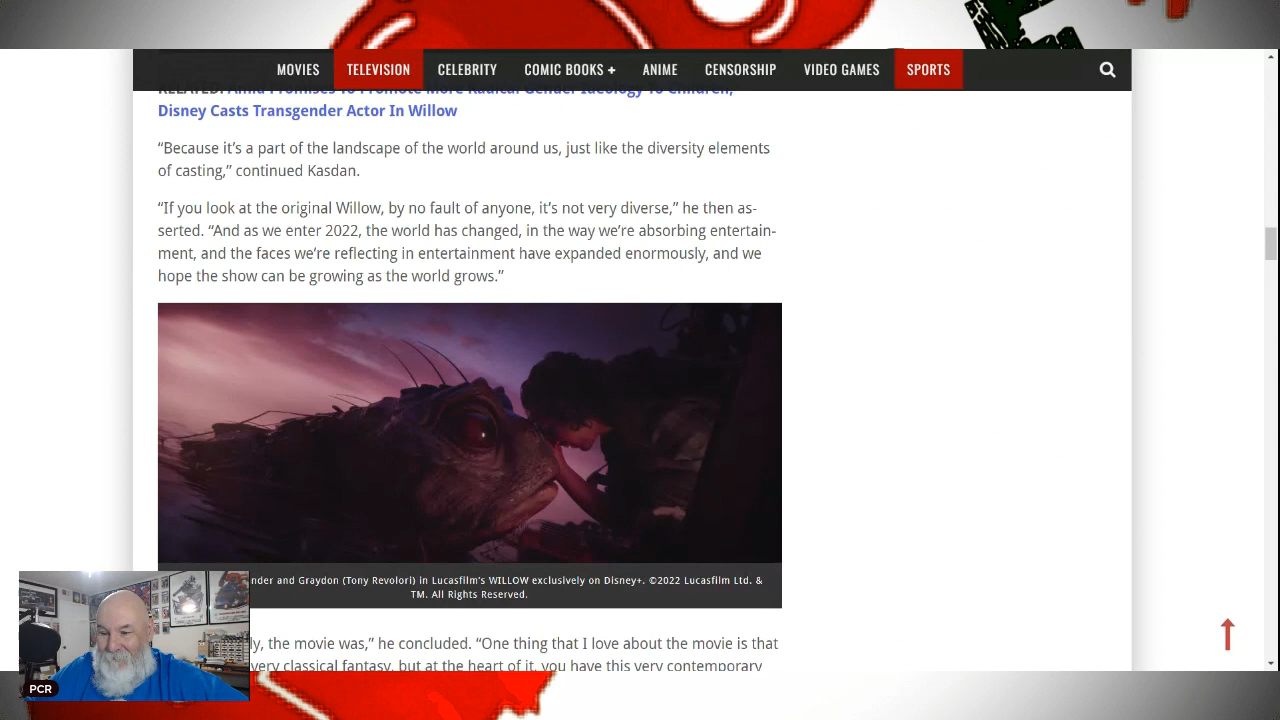 MOVIES TELEVISION CELEBRITY COMIC BOOKS + ANIME CENSORSHIP VIDEO GAMES SPORTS
RELATED: Amid Promises To Promote More Radical Gender Ideology To Children,
Disney Casts Transgender Actor In Willow
“Because it’s a part of the landscape of the world around us, just like the diversity elements
of casting,” continued Kasdan.
“If you look at the original Willow, by no fault of anyone, it’s not very diverse,” he then as-
serted. “And as we enter 2022, the world has changed, in the way we’re absorbing entertain-
ment, and the faces we’re reflecting in entertainment have expanded enormously, and we
hope the show can be growing as the world grows.”
nder and Graydon (Tony Revolori) in Lucasfilm’s WILLOW exclusively on Disney+. ©2022 Lucasfilm Ltd. &
TM. All Rights Reserved.
ly, the movie was,” he concluded. “One thing that I love about the movie is that
very classical fantasy, but at the heart of it, you have this very contemporary
PCR